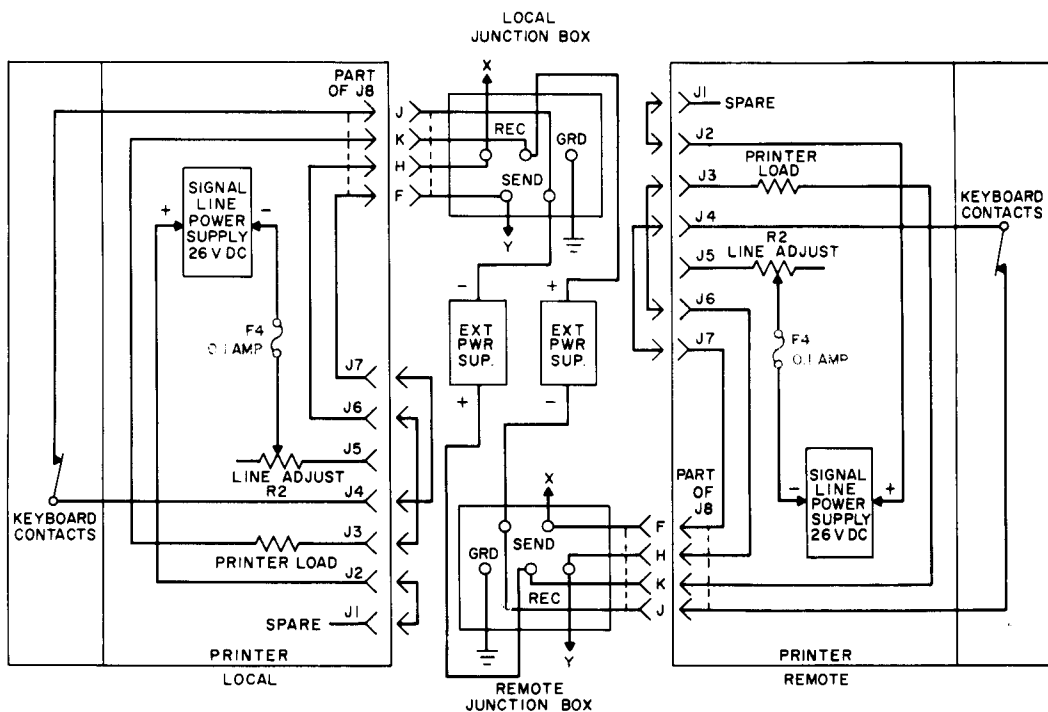 LOCAL
JUNCTION BOX
X
PART
OF J8
J
K
H
F
REC
GRD
SEND
Y
+
SIGNAL
LINE
POWER
SUPPLY
26 V DC
-
F4
0.1 AMP
J7
J6
J5
LINE ADJUST
R2
J4
KEYBOARD
CONTACTS
J3
PRINTER LOAD
J2
SPARE
J1
PRINTER
LOCAL
-
EXT
PWR
SUP.
+
+
EXT
PWR
SUP.
-
X
SEND
GRD
REC
Y
F
H
K
J
REMOTE
JUNCTION BOX
J1
SPARE
J2
PRINTER
LOAD
J3
KEYBOARD
CONTACTS
J4
R2
LINE ADJUST
J5
J6
F4
0.1 AMP
J7
PART
OF
J8
-
SIGNAL
LINE
POWER
SUPPLY
26 V DC
+
PRINTER
REMOTE